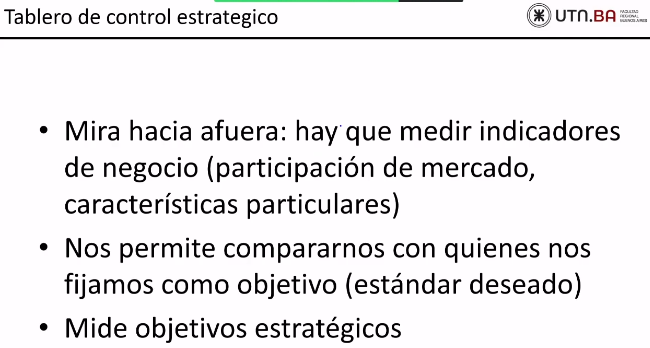 Tablero de control estrategico
UTN.BA
FACULTAD
REGIONAL
BUENOS AIRES
• Mira hacia afuera: hay que medir indicadores
de negocio (participación de mercado,
características particulares)
• Nos permite compararnos con quienes nos
fijamos como objetivo (estándar deseado)
• Mide objetivos estratégicos